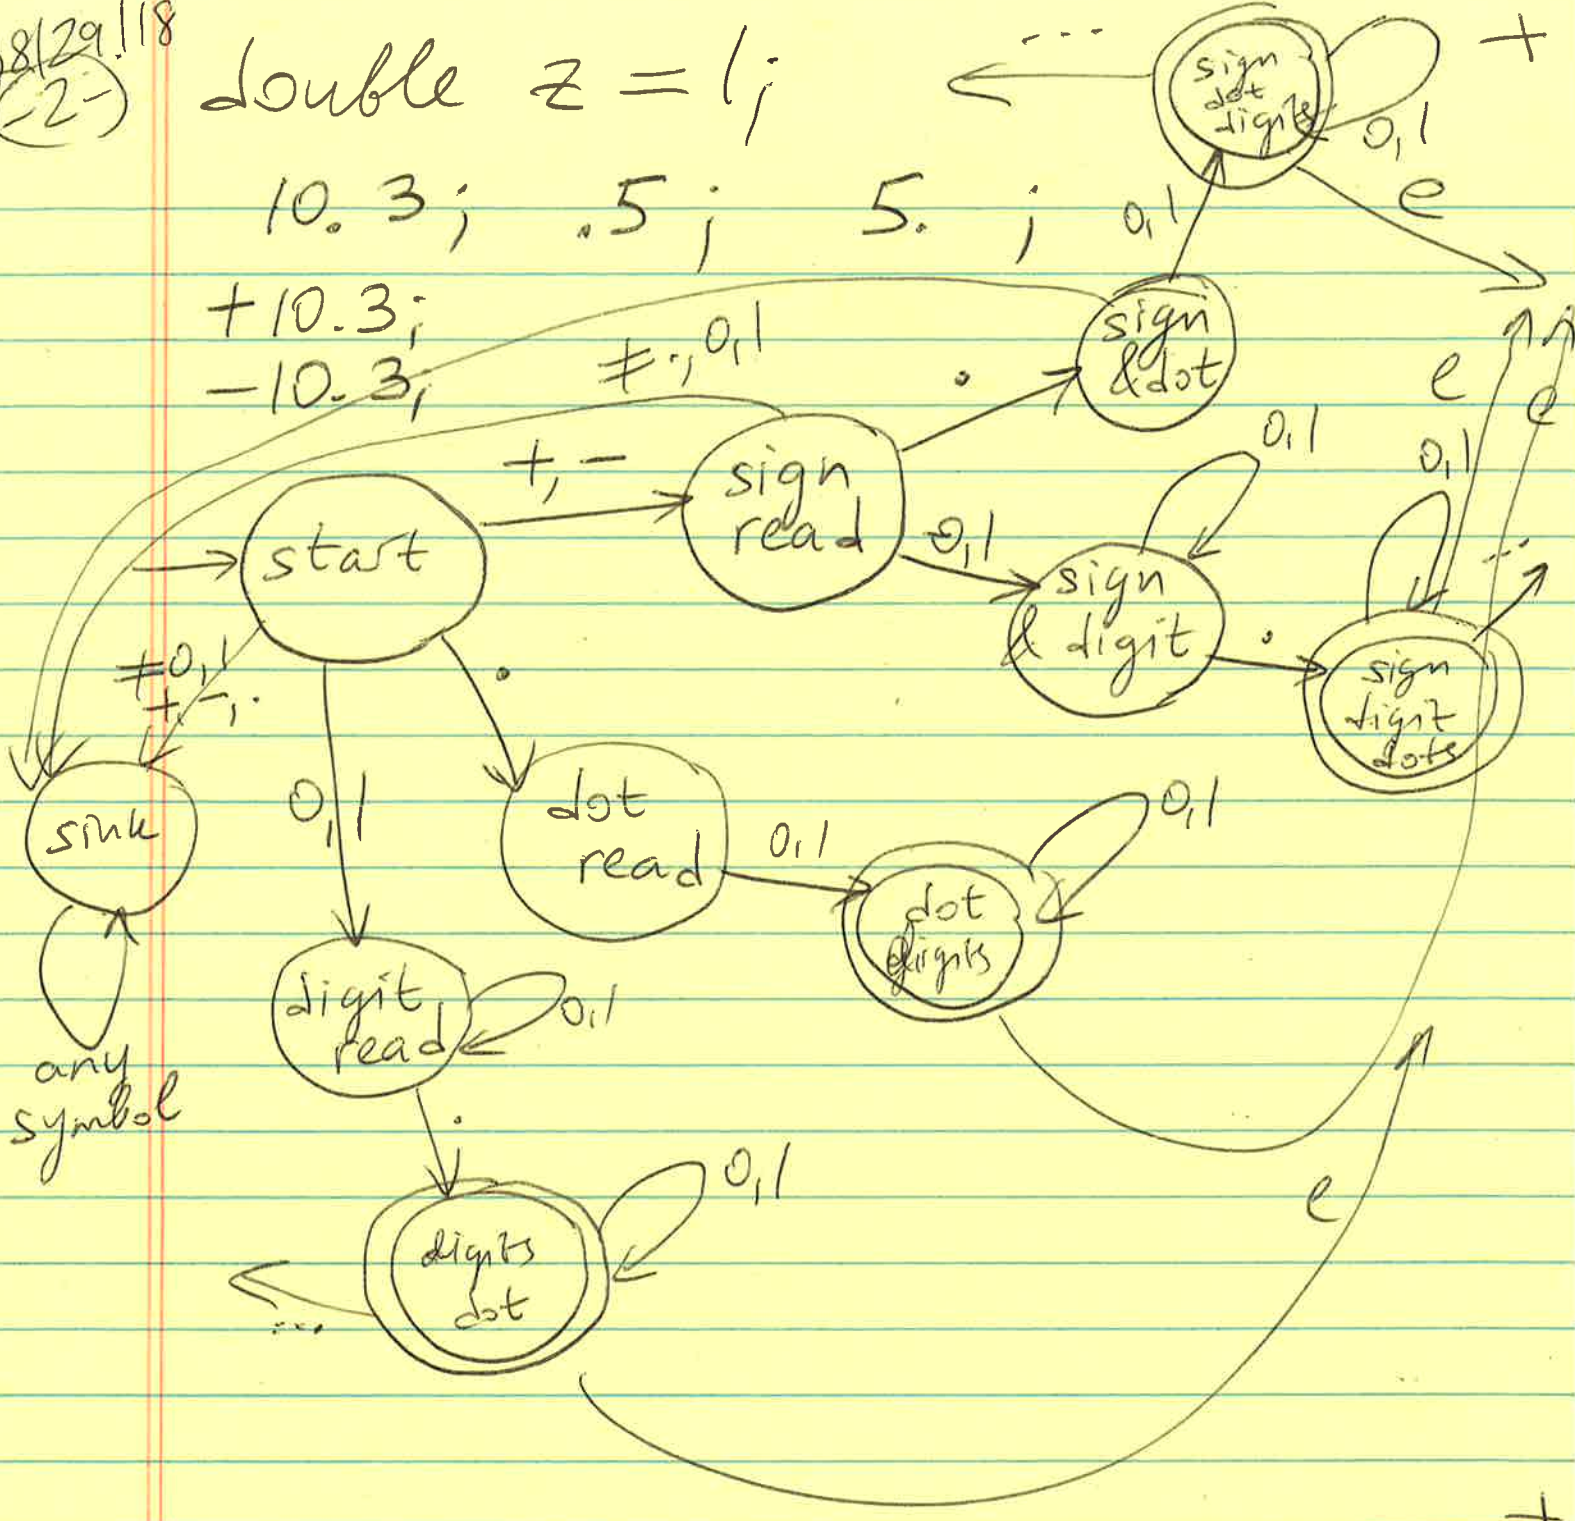 08/29/18
-2-
double z = 1;
10.3; .5; 5. ;
+10.3;
-10.3;
...
sign dot digits
0,1
+
e
0,1
sign & dot
≠ ., 0,1
.
+,-
sign read
start
0,1
sign & digit
0,1
.
0,1
e
e
...
sign digit dots
≠0,1
+,-,.
sink
any symbol
0,1
.
dot read
0,1
dot digits
0,1
digit read
0,1
.
digits dot
0,1
...
e
+